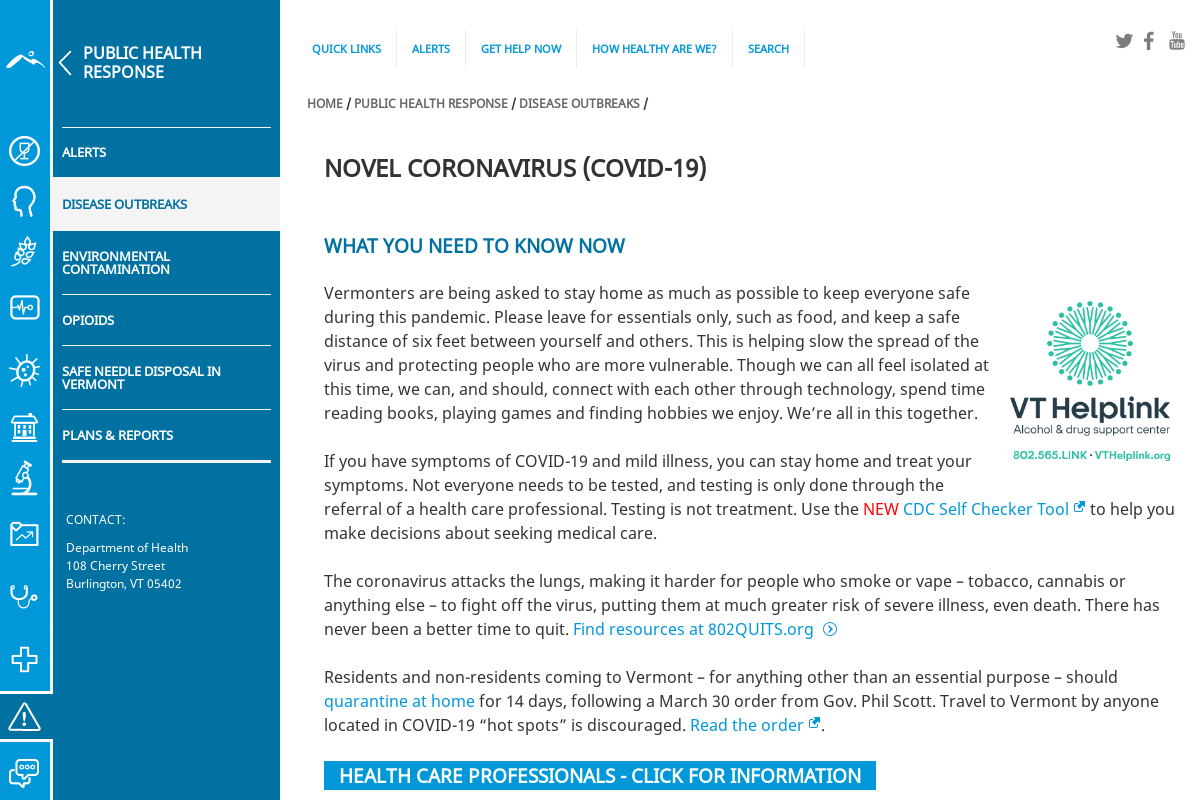 PUBLIC HEALTH
RESPONSE
ALERTS
DISEASE OUTBREAKS
ENVIRONMENTAL
CONTAMINATION
OPIOIDS
SAFE NEEDLE DISPOSAL IN
VERMONT
PLANS & REPORTS
CONTACT:
Department of Health
108 Cherry Street
Burlington, VT 05402
QUICK LINKS
ALERTS
GET HELP NOW
HOW HEALTHY ARE WE?
SEARCH
You
Tube
HOME / PUBLIC HEALTH RESPONSE / DISEASE OUTBREAKS /
NOVEL CORONAVIRUS (COVID-19)
WHAT YOU NEED TO KNOW NOW
Vermonters are being asked to stay home as much as possible to keep everyone safe
during this pandemic. Please leave for essentials only, such as food, and keep a safe
distance of six feet between yourself and others. This is helping slow the spread of the
virus and protecting people who are more vulnerable. Though we can all feel isolated at
this time, we can, and should, connect with each other through technology, spend time
reading books, playing games and finding hobbies we enjoy. We’re all in this together.
VT Helplink
Alcohol & drug support center
802.565.LINK • VTHelplink.org
If you have symptoms of COVID-19 and mild illness, you can stay home and treat your
symptoms. Not everyone needs to be tested, and testing is only done through the
referral of a health care professional. Testing is not treatment. Use the NEW CDC Self Checker Tool to help you
make decisions about seeking medical care.
The coronavirus attacks the lungs, making it harder for people who smoke or vape – tobacco, cannabis or
anything else – to fight off the virus, putting them at much greater risk of severe illness, even death. There has
never been a better time to quit. Find resources at 802QUITS.org
Residents and non-residents coming to Vermont – for anything other than an essential purpose – should
quarantine at home for 14 days, following a March 30 order from Gov. Phil Scott. Travel to Vermont by anyone
located in COVID-19 “hot spots” is discouraged. Read the order.
HEALTH CARE PROFESSIONALS - CLICK FOR INFORMATION